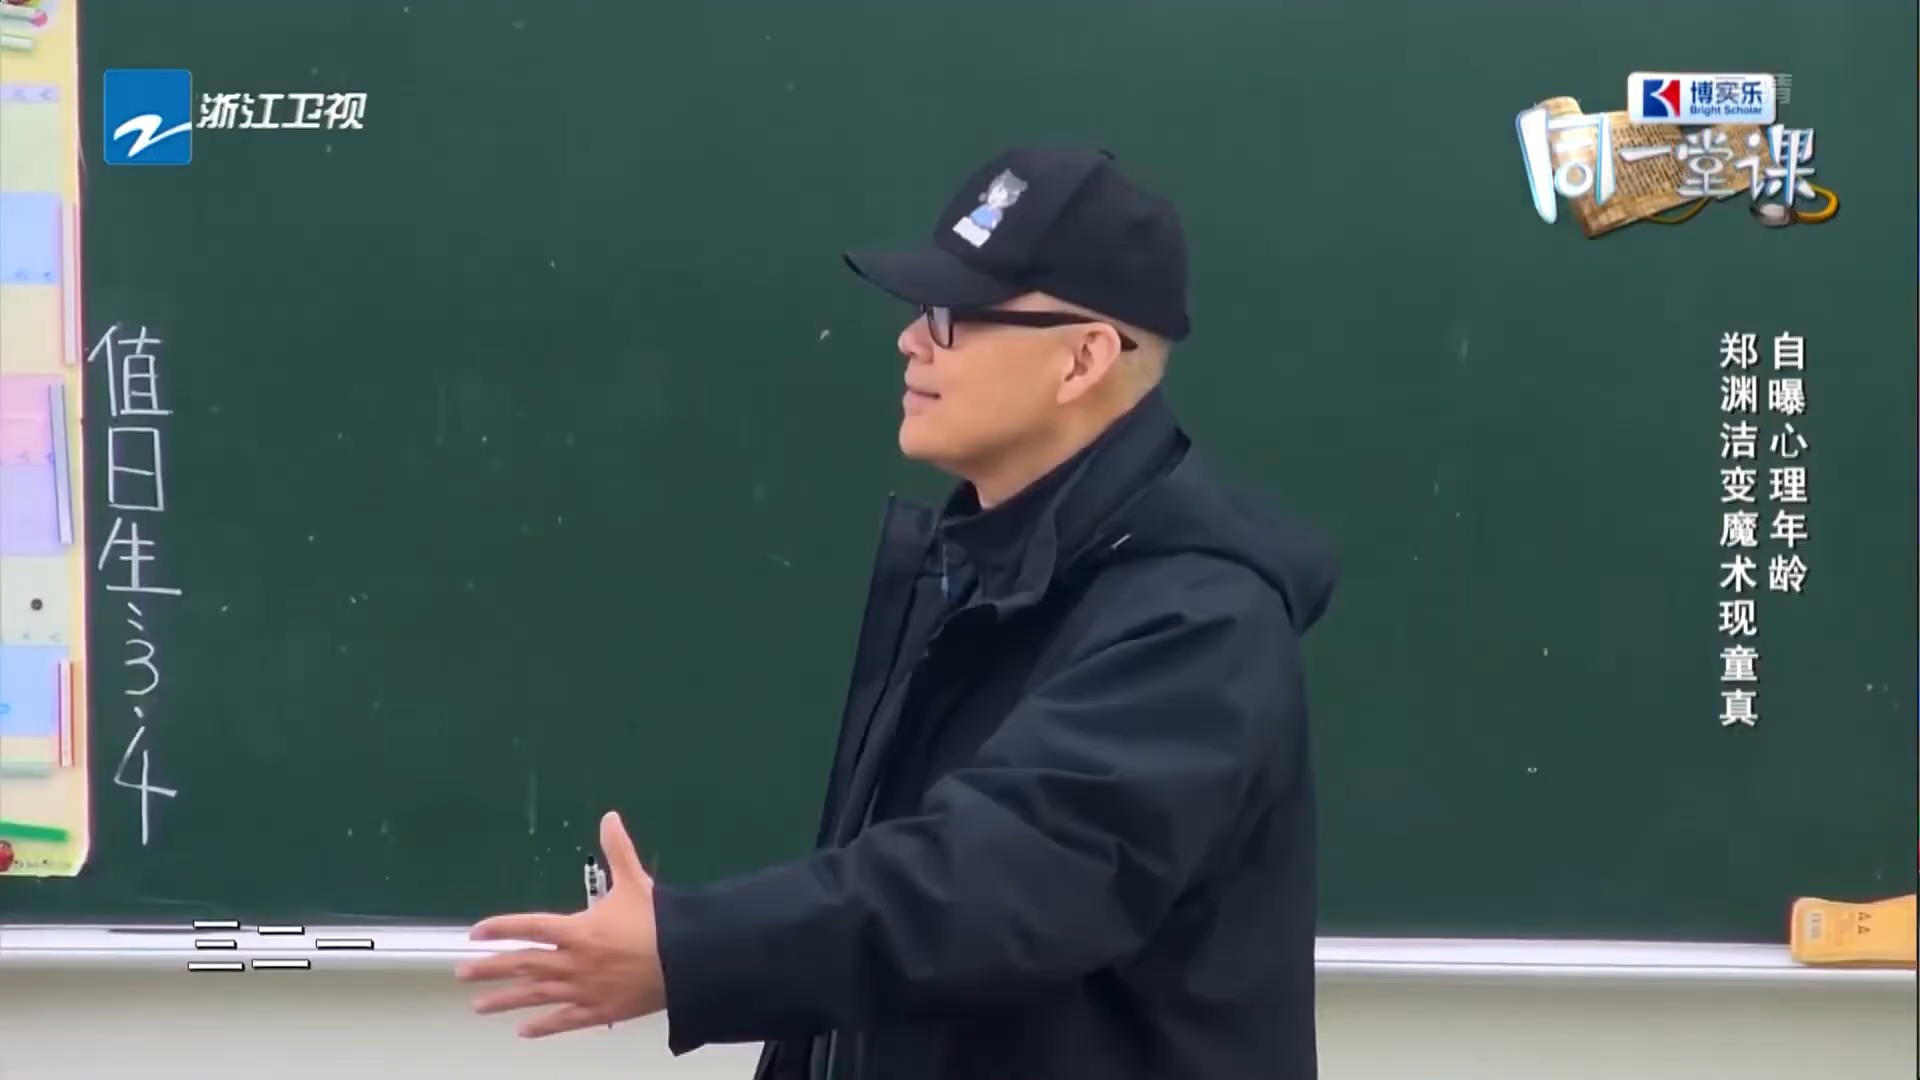 浙江卫视
博实乐
Bright Scholar
同一堂课
自曝心理年龄
郑渊洁变魔术现童真
值日生:3、4